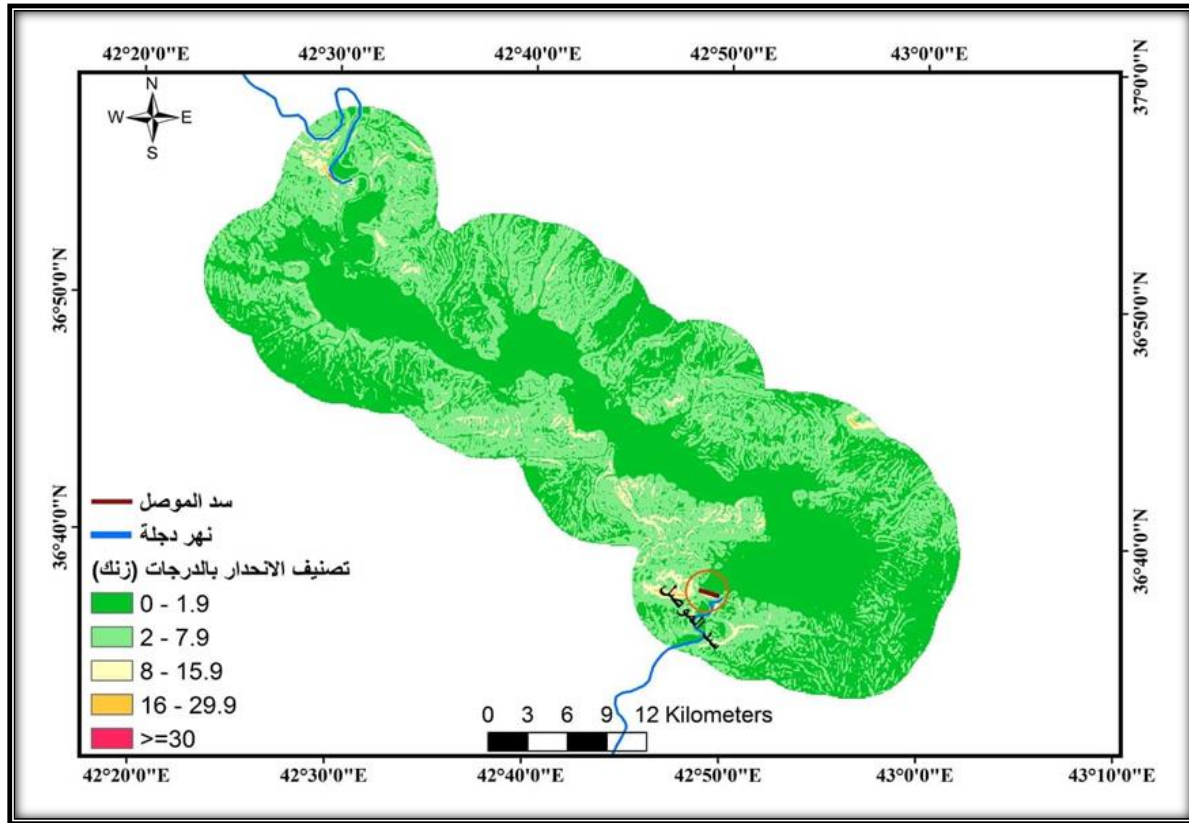 42°20'0"E 42°30'0"E 42°40'0"E 42°50'0"E 43°0'0"E
37°0'0"N
N
W E
S
36°50'0"N
36°50'0"N
36°40'0"N
36°40'0"N
سد الموصل
سد الموصل
نهر دجلة
تصنيف الانحدار بالدرجات (زنك)
0 - 1.9
2 - 7.9
8 - 15.9
16 - 29.9
>=30
0 3 6 9 12 Kilometers
42°20'0"E 42°30'0"E 42°40'0"E 42°50'0"E 43°0'0"E 43°10'0"E